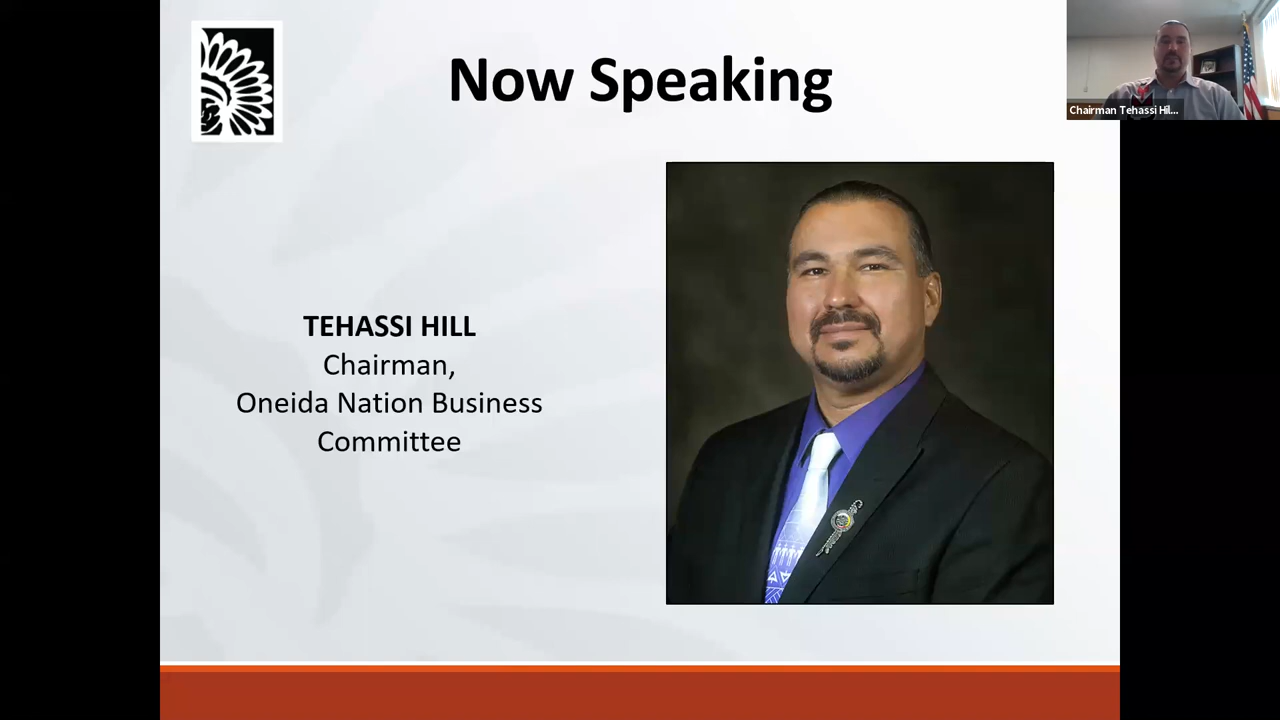 Now Speaking
Chairman Tehassi Hil...
TEHASSI HILL
Chairman,
Oneida Nation Business
Committee